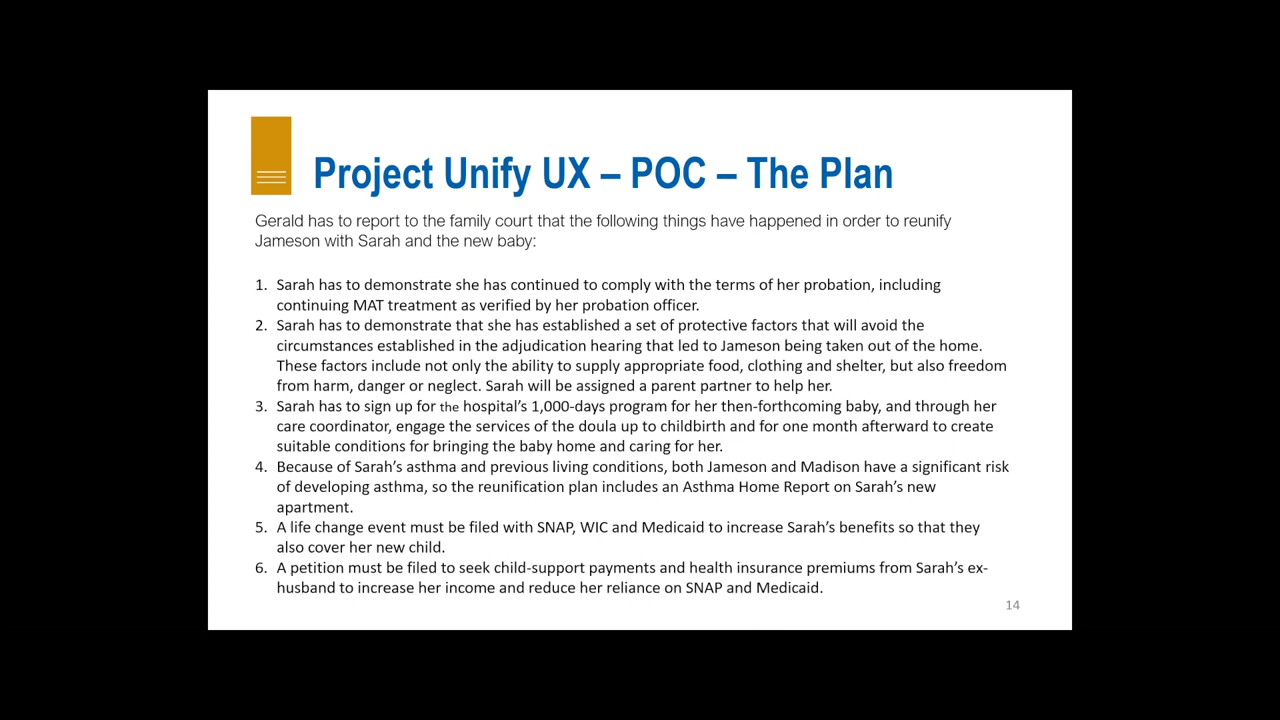 Project Unify UX – POC – The Plan
Gerald has to report to the family court that the following things have happened in order to reunify
Jameson with Sarah and the new baby:
1. Sarah has to demonstrate she has continued to comply with the terms of her probation, including
continuing MAT treatment as verified by her probation officer.
2. Sarah has to demonstrate that she has established a set of protective factors that will avoid the
circumstances established in the adjudication hearing that led to Jameson being taken out of the home.
These factors include not only the ability to supply appropriate food, clothing and shelter, but also freedom
from harm, danger or neglect. Sarah will be assigned a parent partner to help her.
3. Sarah has to sign up for the hospital’s 1,000-days program for her then-forthcoming baby, and through her
care coordinator, engage the services of the doula up to childbirth and for one month afterward to create
suitable conditions for bringing the baby home and caring for her.
4. Because of Sarah’s asthma and previous living conditions, both Jameson and Madison have a significant risk
of developing asthma, so the reunification plan includes an Asthma Home Report on Sarah’s new
apartment.
5. A life change event must be filed with SNAP, WIC and Medicaid to increase Sarah’s benefits so that they
also cover her new child.
6. A petition must be filed to seek child-support payments and health insurance premiums from Sarah’s ex-
husband to increase her income and reduce her reliance on SNAP and Medicaid.
14